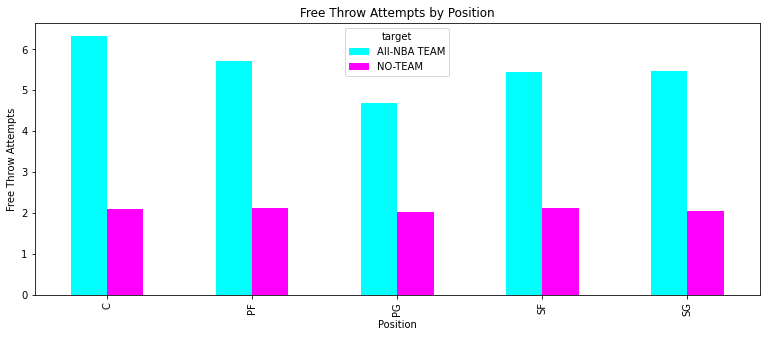 Free Throw Attempts by Position
target
All-NBA TEAM
NO-TEAM
Free Throw Attempts
6
5
4
3
2
1
0
C
PF
PG
SF
SG
Position